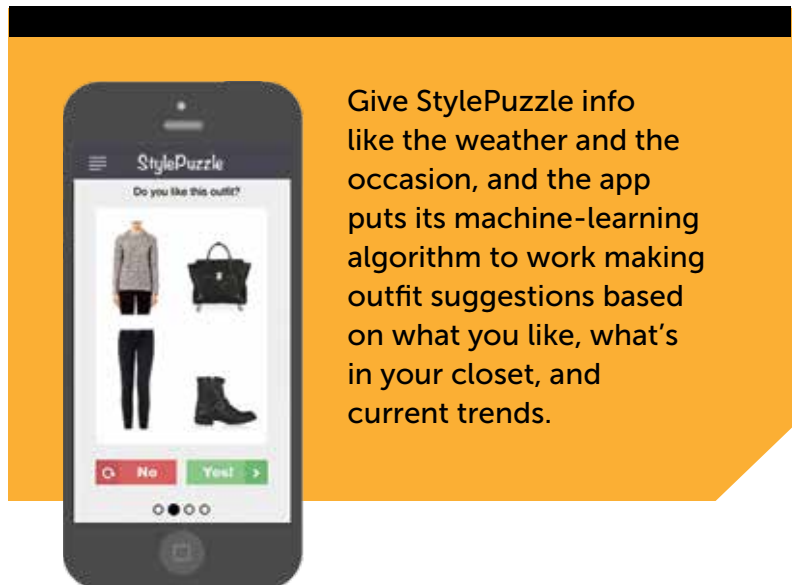 StylePuzzle
Do you like this outfit?
No
Yes!
Give StylePuzzle info
like the weather and the
occasion, and the app
puts its machine-learning
algorithm to work making
outfit suggestions based
on what you like, what’s
in your closet, and
current trends.